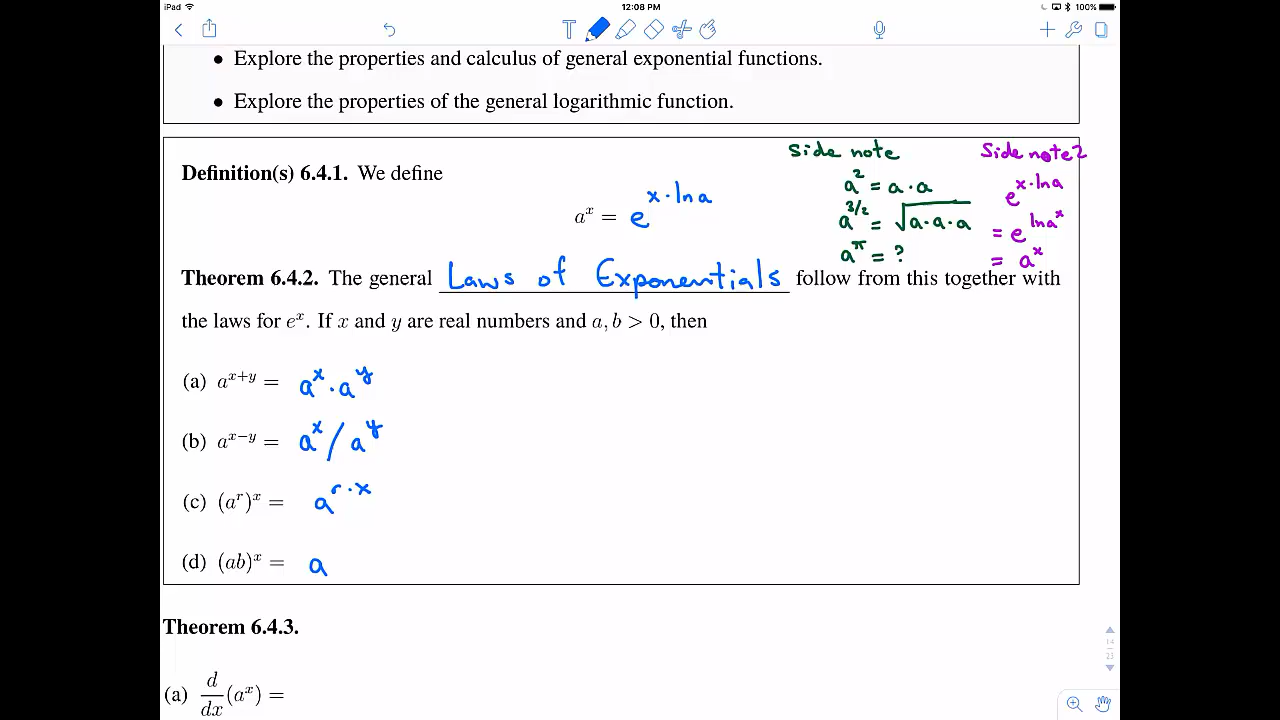 iPad 12:08 PM 100%
• Explore the properties and calculus of general exponential functions.
• Explore the properties of the general logarithmic function.
Side note Side note 2
Definition(s) 6.4.1. We define
a² = a · a e^{x·ln a}
a^x = e^{x·ln a} a^{3/2} = √(a·a·a) = e^{ln a^x}
a^π = ? = a^x
Theorem 6.4.2. The general Laws of Exponentials follow from this together with
the laws for e^x. If x and y are real numbers and a, b > 0, then
(a) a^{x+y} = a^x · a^y
(b) a^{x−y} = a^x / a^y
(c) (a^r)^x = a^{r·x}
(d) (ab)^x = a
Theorem 6.4.3.
(a) d/dx (a^x) =
14
23